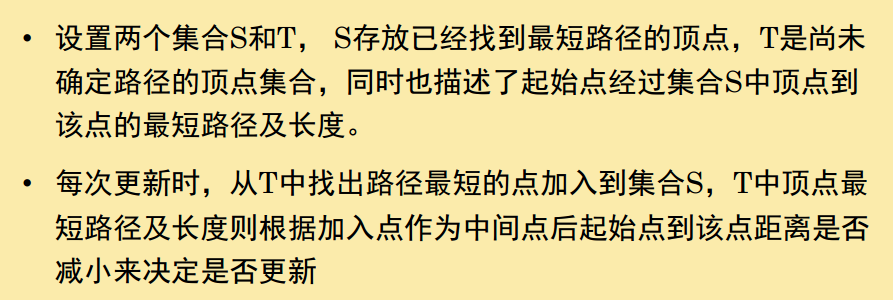 • 设置两个集合S和T， S存放已经找到最短路径的顶点，T是尚未
确定路径的顶点集合，同时也描述了起始点经过集合S中顶点到
该点的最短路径及长度。
• 每次更新时，从T中找出路径最短的点加入到集合S，T中顶点最
短路径及长度则根据加入点作为中间点后起始点到该点距离是否
减小来决定是否更新